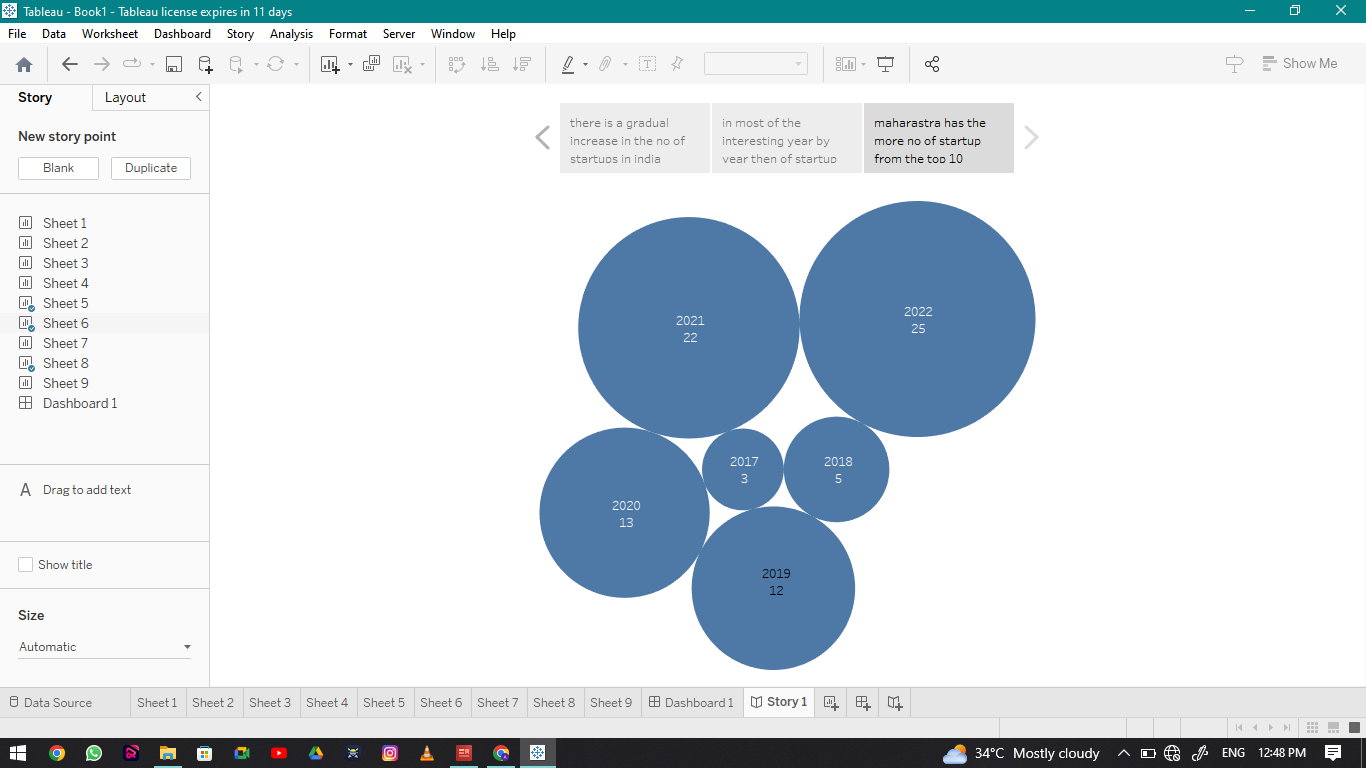 Tableau - Book1 - Tableau license expires in 11 days
File Data Worksheet Dashboard Story Analysis Format Server Window Help
Show Me
Story Layout
New story point
Blank Duplicate
Sheet 1
Sheet 2
Sheet 3
Sheet 4
Sheet 5
Sheet 6
Sheet 7
Sheet 8
Sheet 9
Dashboard 1
A Drag to add text
Show title
Size
Automatic
there is a gradual
increase in the no of
startups in india
in most of the
interesting year by
year then of startup
maharastra has the
more no of startup
from the top 10
2021
22
2022
25
2017
3
2018
5
2020
13
2019
12
Data Source Sheet 1 Sheet 2 Sheet 3 Sheet 4 Sheet 5 Sheet 6 Sheet 7 Sheet 8 Sheet 9 Dashboard 1 Story 1
34°C Mostly cloudy ENG 12:48 PM